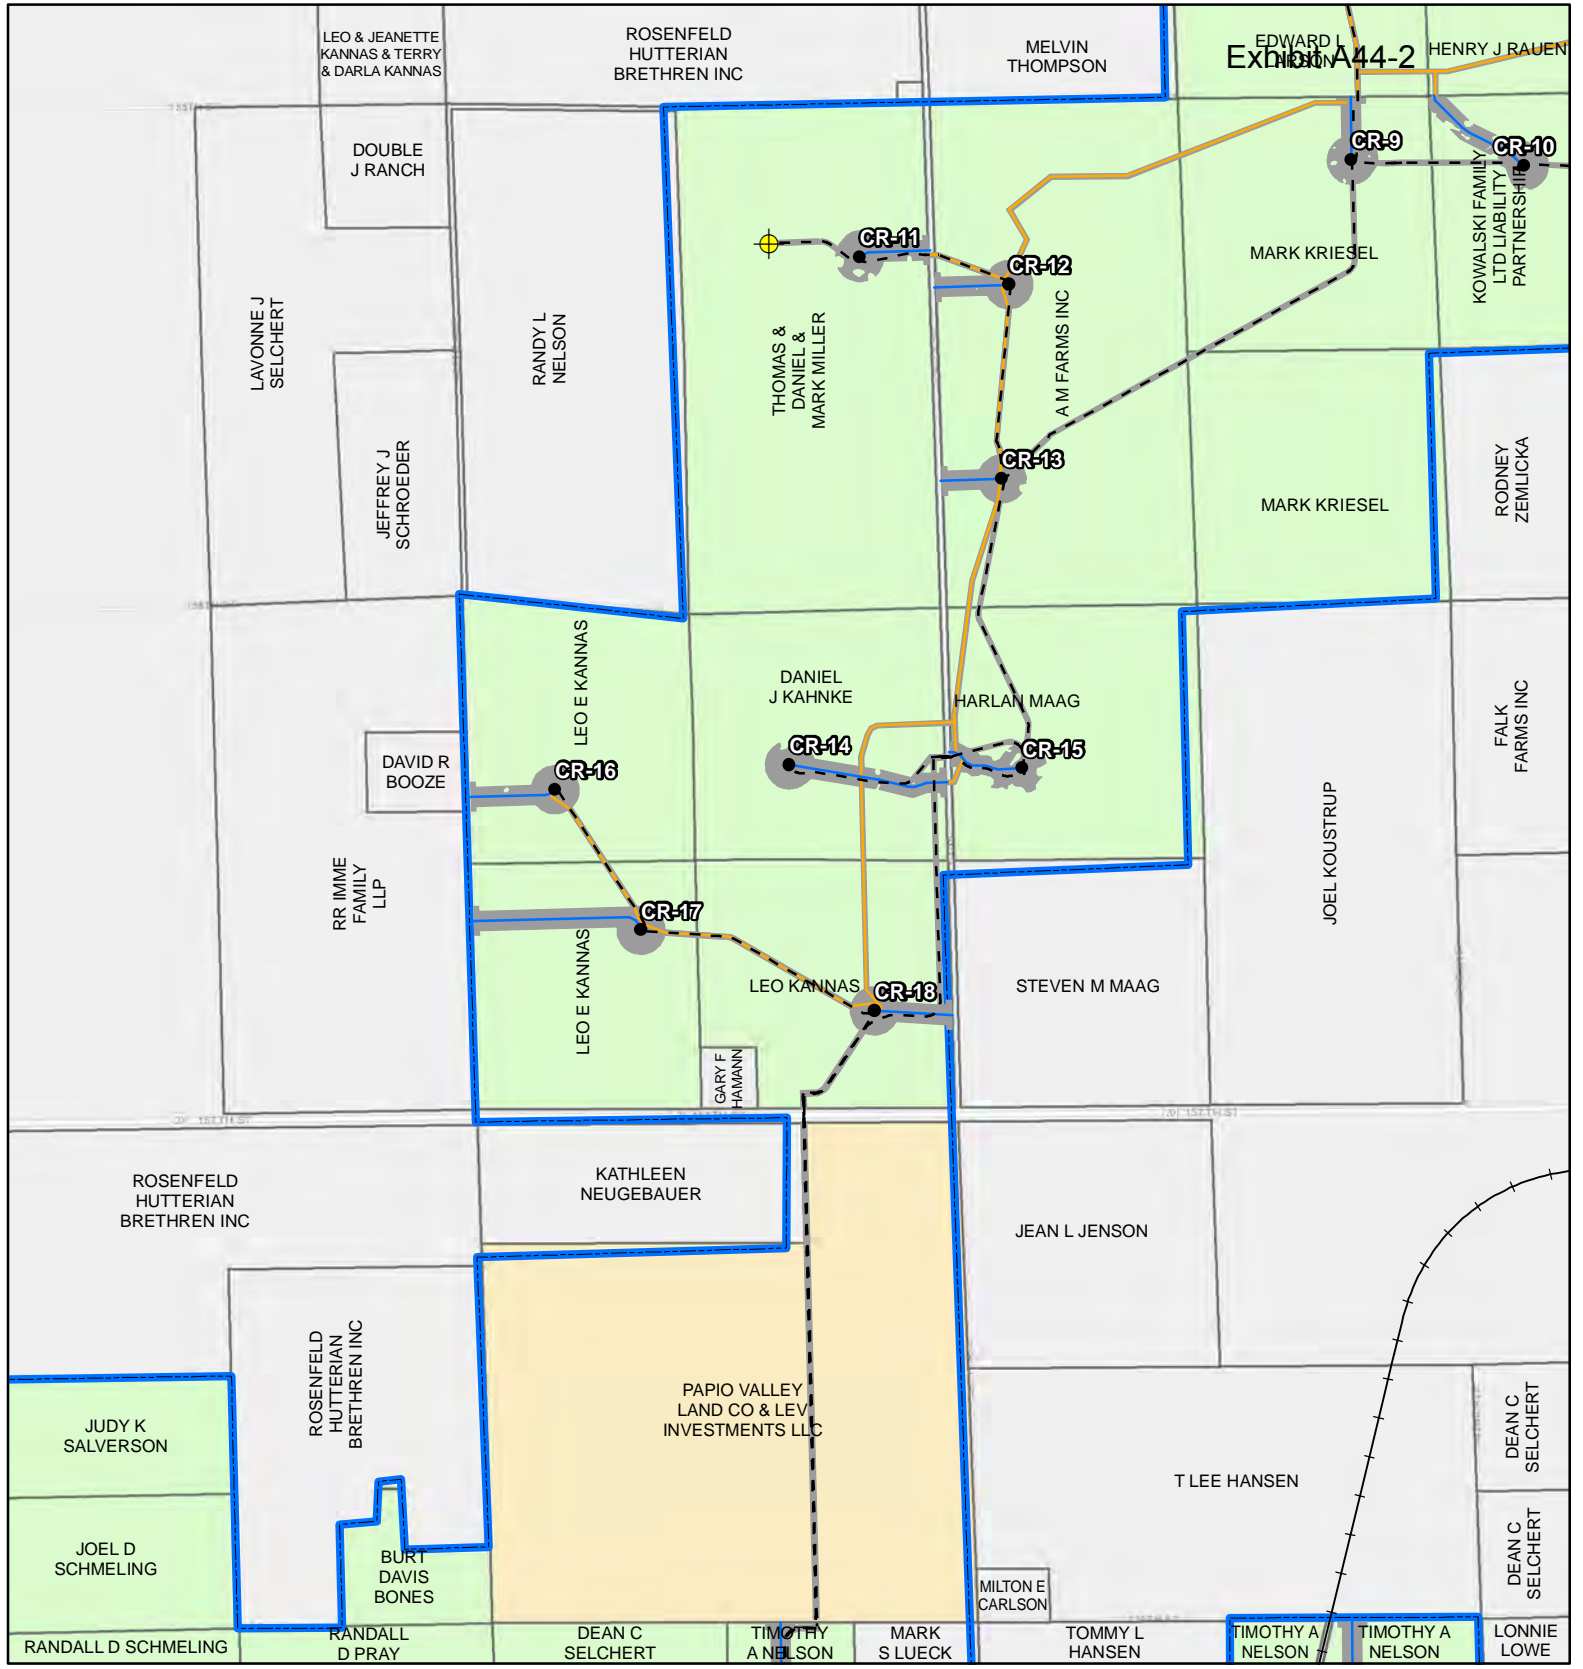 LEO & JEANETTE
KANNAS & TERRY
& DARLA KANNAS
ROSENFELD
HUTTERIAN
BRETHREN INC
MELVIN
THOMPSON
EDWARD L
LARSON
Exhibit A44-2
HENRY J RAUEN
DOUBLE
J RANCH
CR-9
CR-10
KOWALSKI FAMILY
LTD LIABILITY
PARTNERSHIP
CR-11
CR-12
MARK KRIESEL
LAVONNE J
SELCHERT
RANDY L
NELSON
THOMAS &
DANIEL &
MARK MILLER
A M FARMS INC
JEFFREY J
SCHROEDER
CR-13
MARK KRIESEL
RODNEY
ZEMLICKA
LEO E KANNAS
DANIEL
J KAHNKE
HARLAN MAAG
FALK
FARMS INC
DAVID R
BOOZE
CR-16
CR-14
CR-15
JOEL KOUSTRUP
RR IMME
FAMILY
LLP
CR-17
LEO E KANNAS
LEO KANNAS
CR-18
STEVEN M MAAG
GARY F
HAMANN
157TH ST
157TH ST
ROSENFELD
HUTTERIAN
BRETHREN INC
KATHLEEN
NEUGEBAUER
JEAN L JENSON
ROSENFELD
HUTTERIAN
BRETHREN INC
PAPIO VALLEY
LAND CO & LEV
INVESTMENTS LLC
JUDY K
SALVERSON
DEAN C
SELCHERT
T LEE HANSEN
JOEL D
SCHMELING
BURT
DAVIS
BONES
DEAN C
SELCHERT
MILTON E
CARLSON
RANDALL D SCHMELING
RANDALL
D PRAY
DEAN C
SELCHERT
TIMOTHY
A NELSON
MARK
S LUECK
TOMMY L
HANSEN
TIMOTHY A
NELSON
TIMOTHY A
NELSON
LONNIE
LOWE